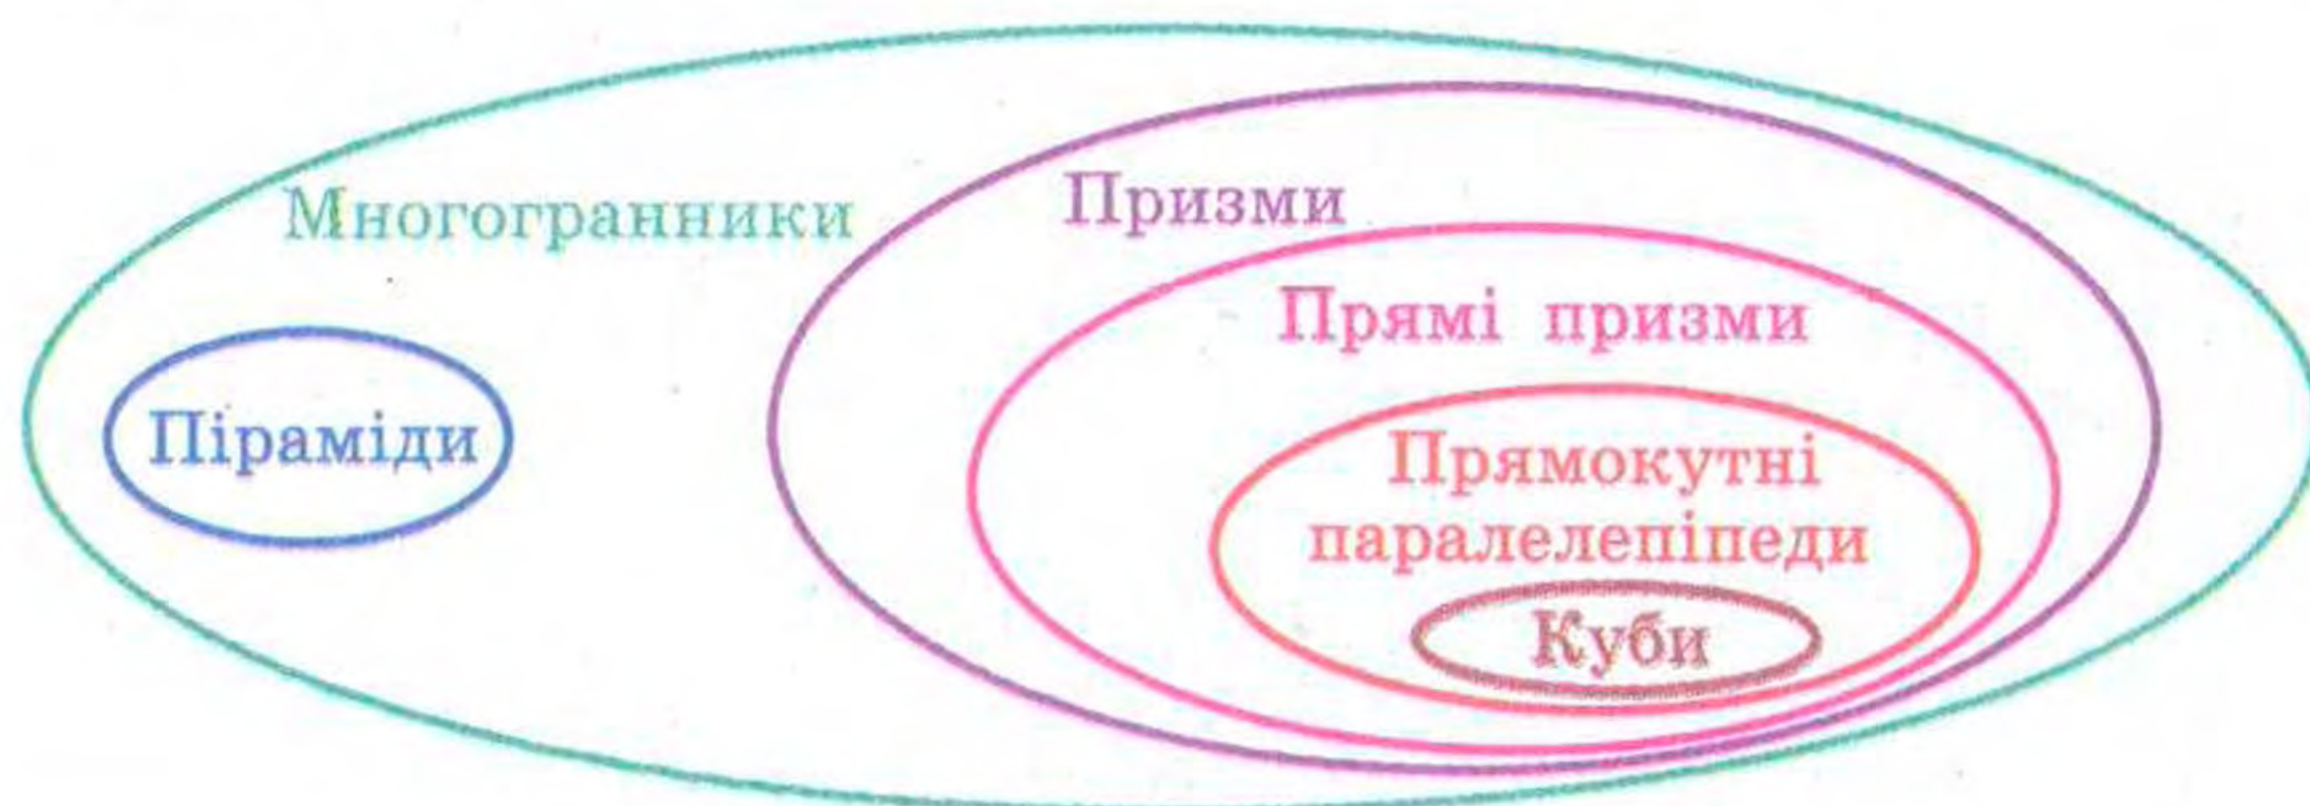 Многогранники
Призми
Прямі призми
Піраміди
Прямокутні
паралелепіпеди
Куби